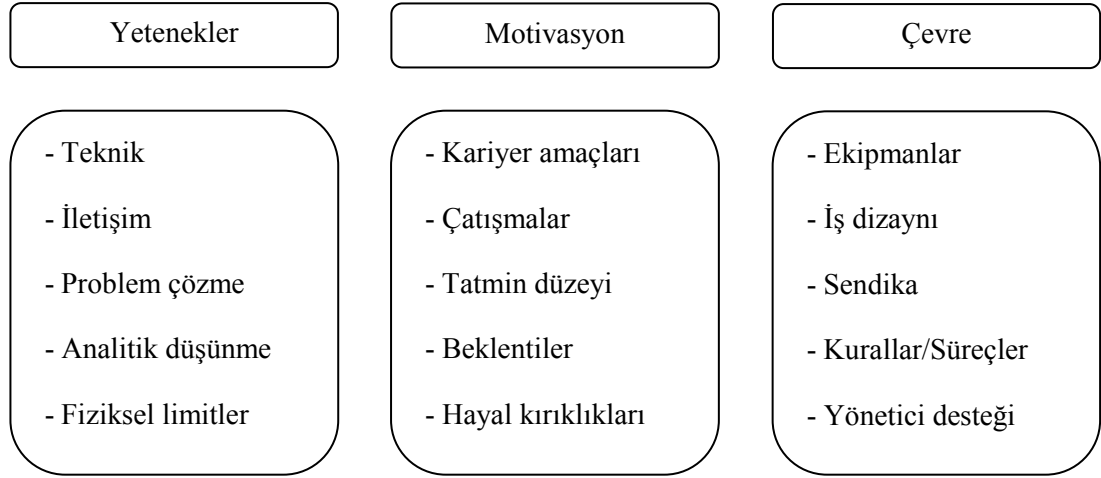 Yetenekler
- Teknik
- İletişim
- Problem çözme
- Analitik düşünme
- Fiziksel limitler
Motivasyon
- Kariyer amaçları
- Çatışmalar
- Tatmin düzeyi
- Beklentiler
- Hayal kırıklıkları
Çevre
- Ekipmanlar
- İş dizaynı
- Sendika
- Kurallar/Süreçler
- Yönetici desteği